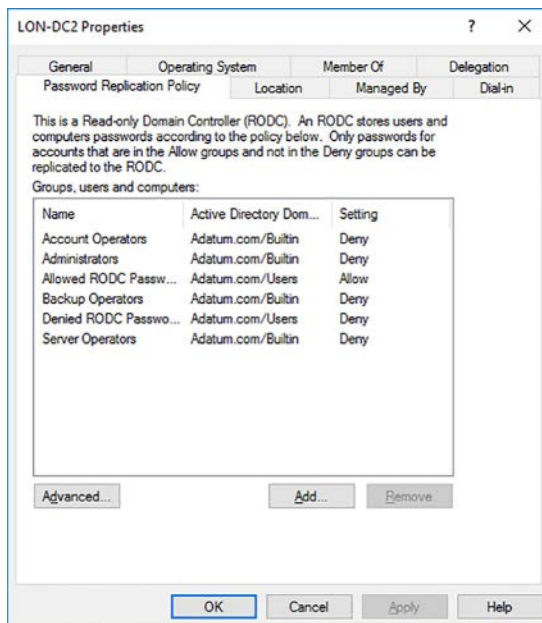 LON-DC2 Properties
General Operating System Member Of Delegation
Password Replication Policy Location Managed By Dial-in
This is a Read-only Domain Controller (RODC). An RODC stores users and
computers passwords according to the policy below. Only passwords for
accounts that are in the Allow groups and not in the Deny groups can be
replicated to the RODC.
Groups, users and computers:
Name Active Directory Dom... Setting
Account Operators Adatum.com/Builtin Deny
Administrators Adatum.com/Builtin Deny
Allowed RODC Passw... Adatum.com/Users Allow
Backup Operators Adatum.com/Builtin Deny
Denied RODC Passwo... Adatum.com/Users Deny
Server Operators Adatum.com/Builtin Deny
Advanced... Add... Remove
OK Cancel Apply Help